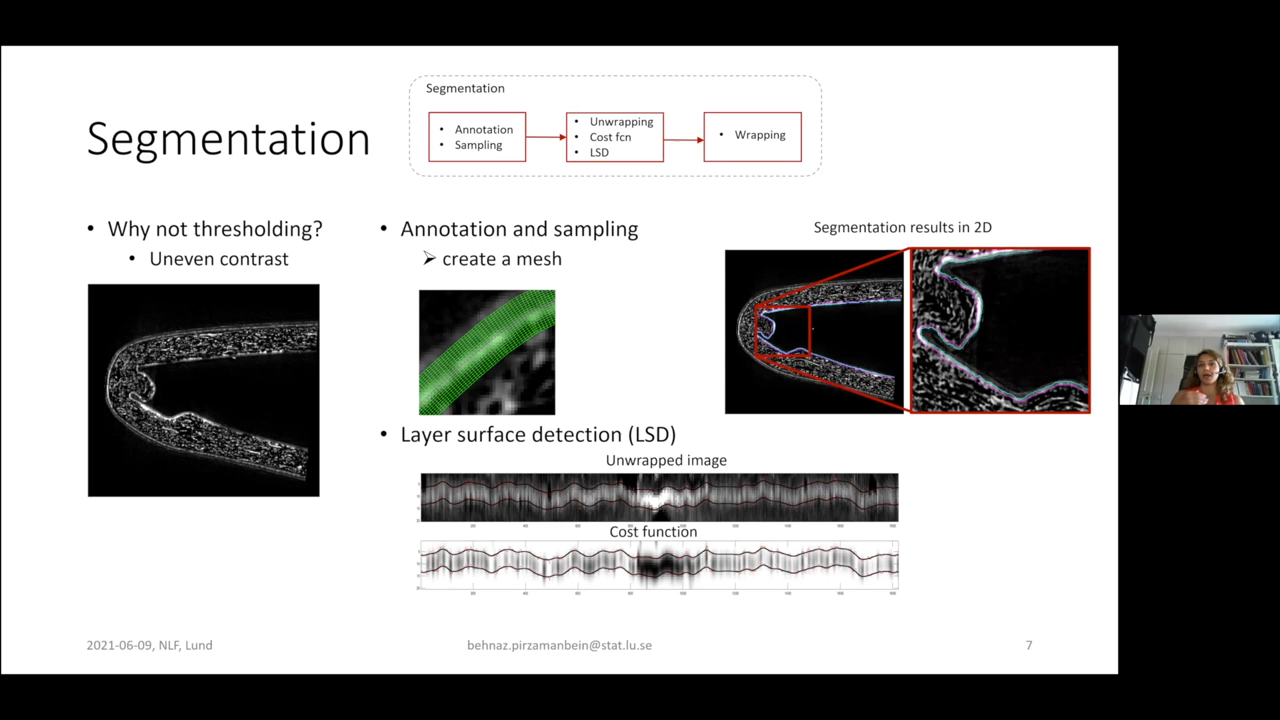 Segmentation
Segmentation
• Annotation
• Sampling
• Unwrapping
• Cost fcn
• LSD
• Wrapping
• Why not thresholding?
• Uneven contrast
• Annotation and sampling
➢ create a mesh
Segmentation results in 2D
• Layer surface detection (LSD)
Unwrapped image
Cost function
2021-06-09, NLF, Lund
behnaz.pirzamanbein@stat.lu.se
7